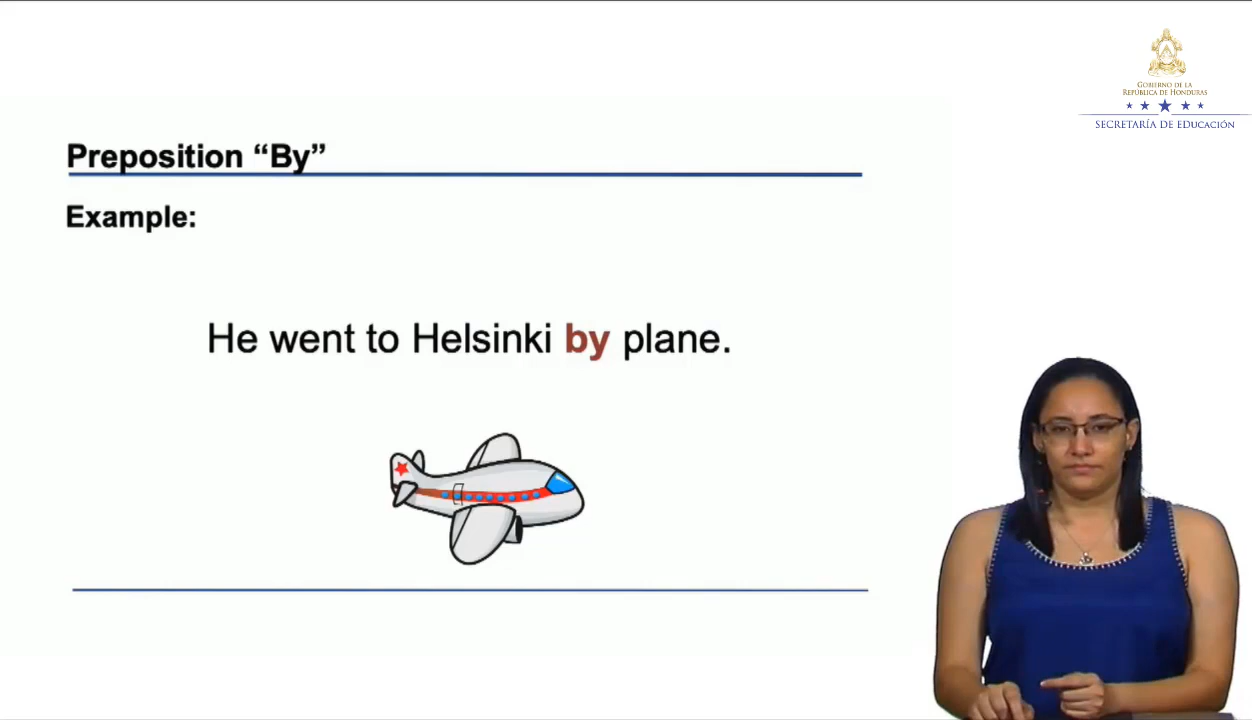 GOBIERNO DE LA
REPÚBLICA DE HONDURAS
SECRETARÍA DE EDUCACIÓN
Preposition “By”
Example:
He went to Helsinki by plane.